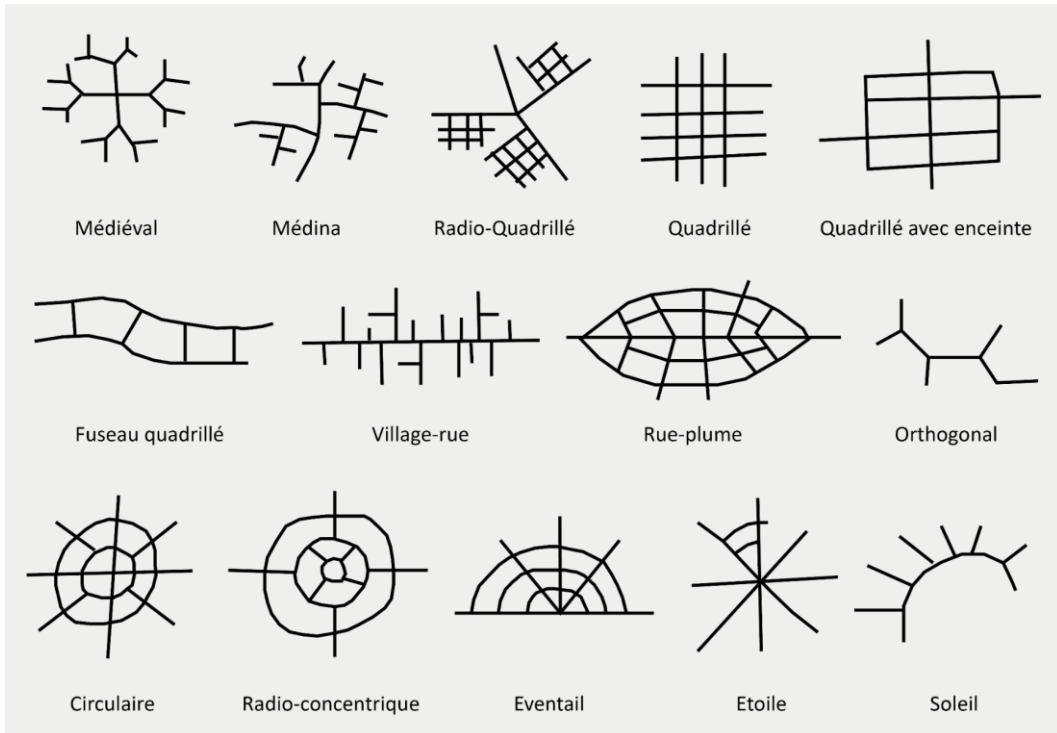 Médiéval
Médina
Radio-Quadrillé
Quadrillé
Quadrillé avec enceinte
Fuseau quadrillé
Village-rue
Rue-plume
Orthogonal
Circulaire
Radio-concentrique
Eventail
Etoile
Soleil